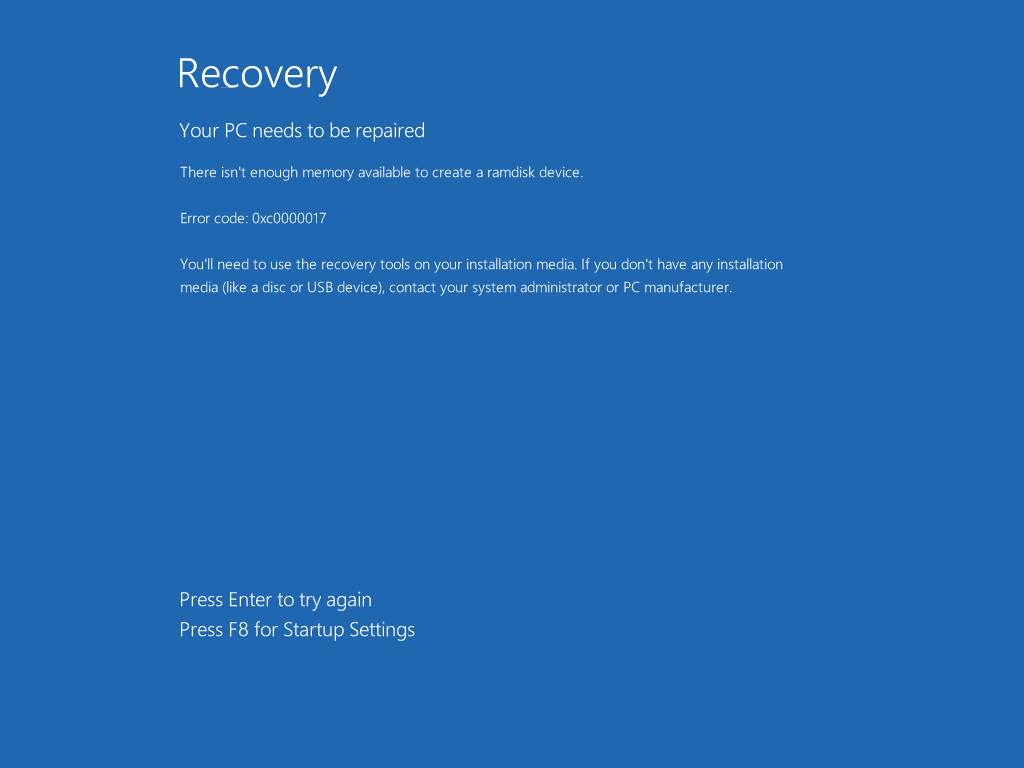 Recovery
Your PC needs to be repaired
There isn't enough memory available to create a ramdisk device.
Error code: 0xc0000017
You'll need to use the recovery tools on your installation media. If you don't have any installation
media (like a disc or USB device), contact your system administrator or PC manufacturer.
Press Enter to try again
Press F8 for Startup Settings